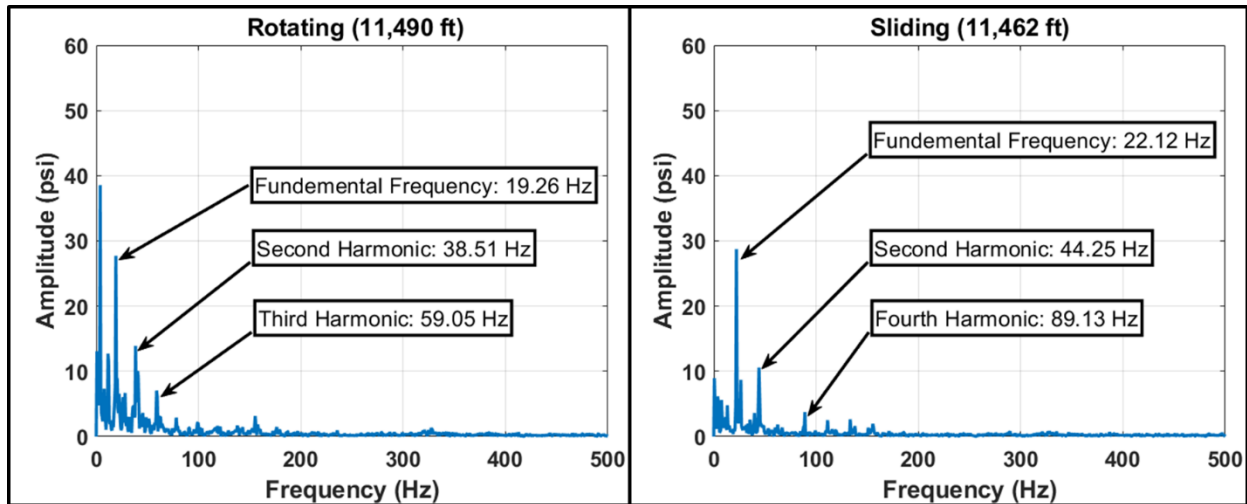 Rotating (11,490 ft)
60
50
40
30
20
10
0
Amplitude (psi)
Fundemental Frequency: 19.26 Hz
Second Harmonic: 38.51 Hz
Third Harmonic: 59.05 Hz
0 100 200 300 400 500
Frequency (Hz)
Sliding (11,462 ft)
60
50
40
30
20
10
0
Amplitude (psi)
Fundemental Frequency: 22.12 Hz
Second Harmonic: 44.25 Hz
Fourth Harmonic: 89.13 Hz
0 100 200 300 400 500
Frequency (Hz)